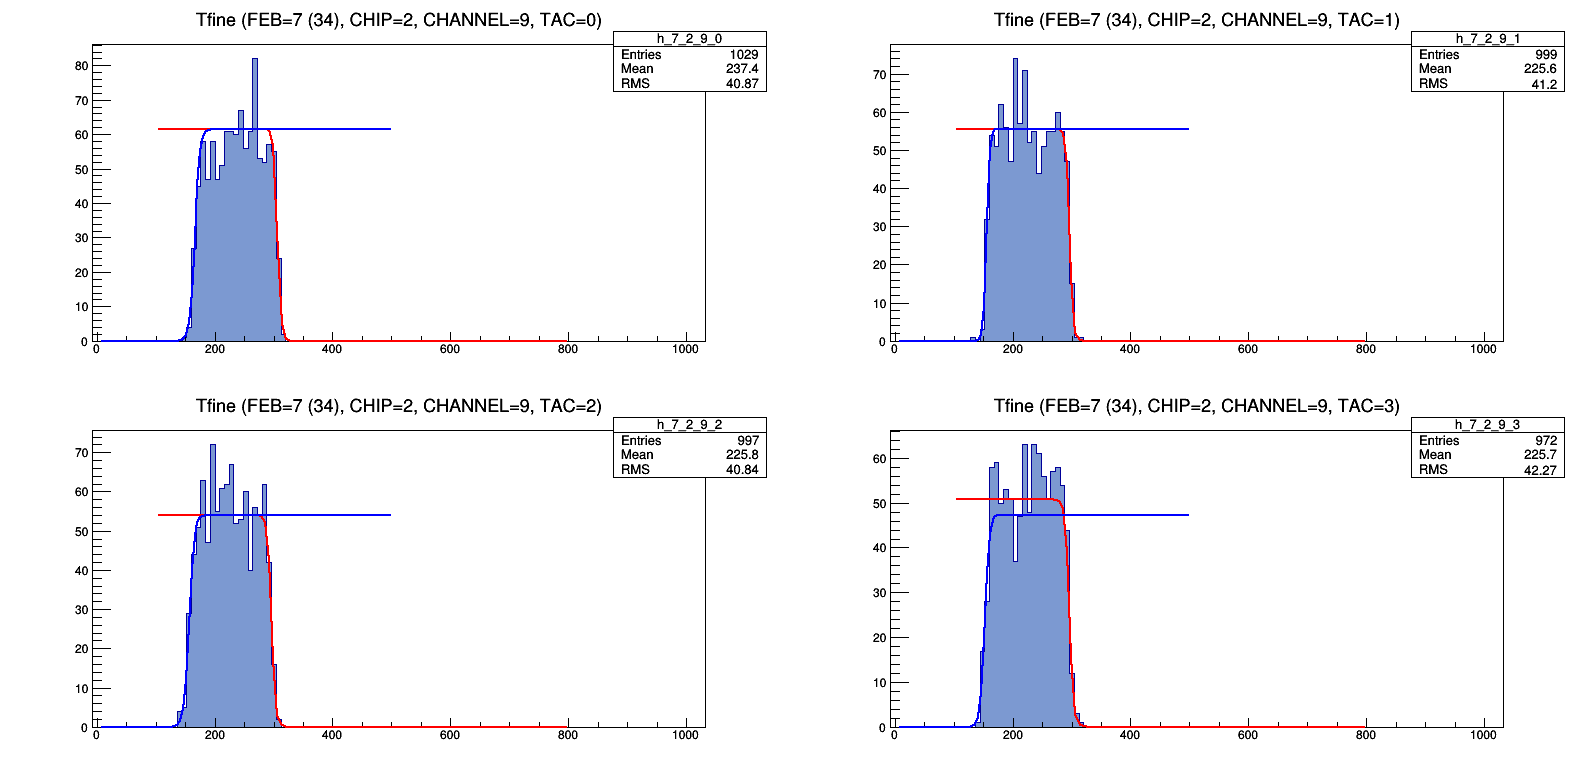 Tfine (FEB=7 (34), CHIP=2, CHANNEL=9, TAC=0)
h_7_2_9_0
Entries 1029
Mean 237.4
RMS 40.87
80
70
60
50
40
30
20
10
0
0 200 400 600 800 1000
Tfine (FEB=7 (34), CHIP=2, CHANNEL=9, TAC=1)
h_7_2_9_1
Entries 999
Mean 225.6
RMS 41.2
70
60
50
40
30
20
10
0
0 200 400 600 800 1000
Tfine (FEB=7 (34), CHIP=2, CHANNEL=9, TAC=2)
h_7_2_9_2
Entries 997
Mean 225.8
RMS 40.84
70
60
50
40
30
20
10
0
0 200 400 600 800 1000
Tfine (FEB=7 (34), CHIP=2, CHANNEL=9, TAC=3)
h_7_2_9_3
Entries 972
Mean 225.7
RMS 42.27
60
50
40
30
20
10
0
0 200 400 600 800 1000